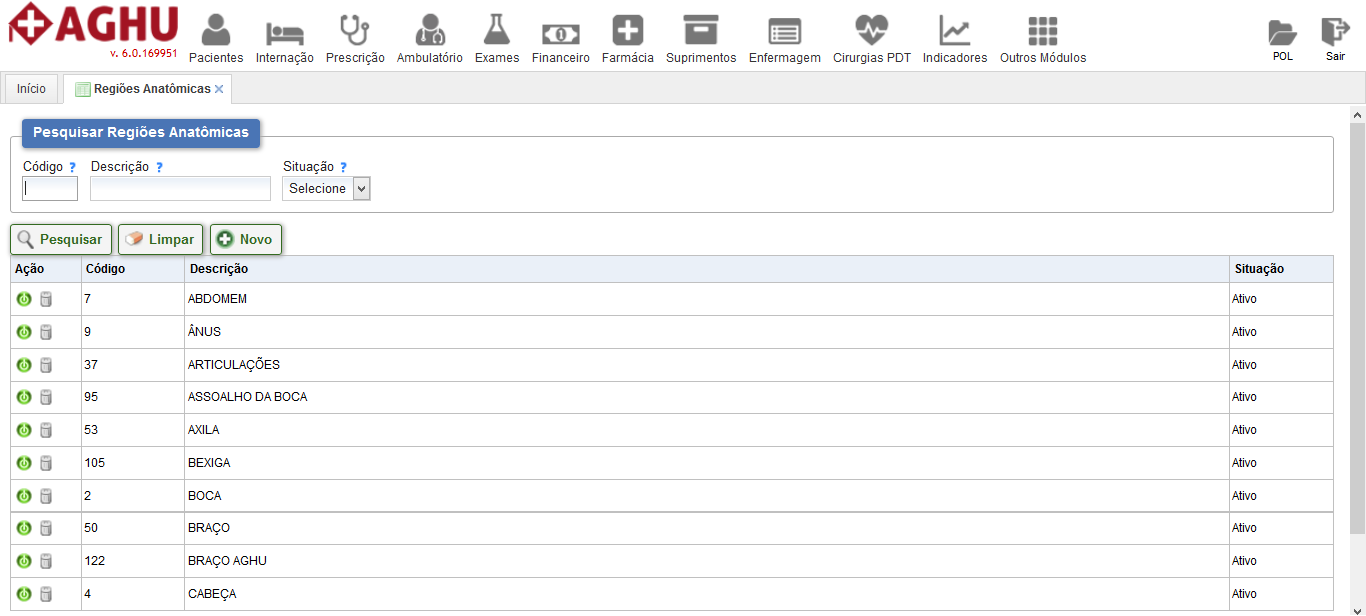 AGHU
v. 6.0.169951
Pacientes Internação Prescrição Ambulatório Exames Financeiro Farmácia Suprimentos Enfermagem Cirurgias PDT Indicadores Outros Módulos POL Sair
Início Regiões Anatômicas
Pesquisar Regiões Anatômicas
Código ? Descrição ? Situação ?
Selecione
Pesquisar Limpar Novo
Ação Código Descrição Situação
7 ABDOMEM Ativo
9 ÂNUS Ativo
37 ARTICULAÇÕES Ativo
95 ASSOALHO DA BOCA Ativo
53 AXILA Ativo
105 BEXIGA Ativo
2 BOCA Ativo
50 BRAÇO Ativo
122 BRAÇO AGHU Ativo
4 CABEÇA Ativo